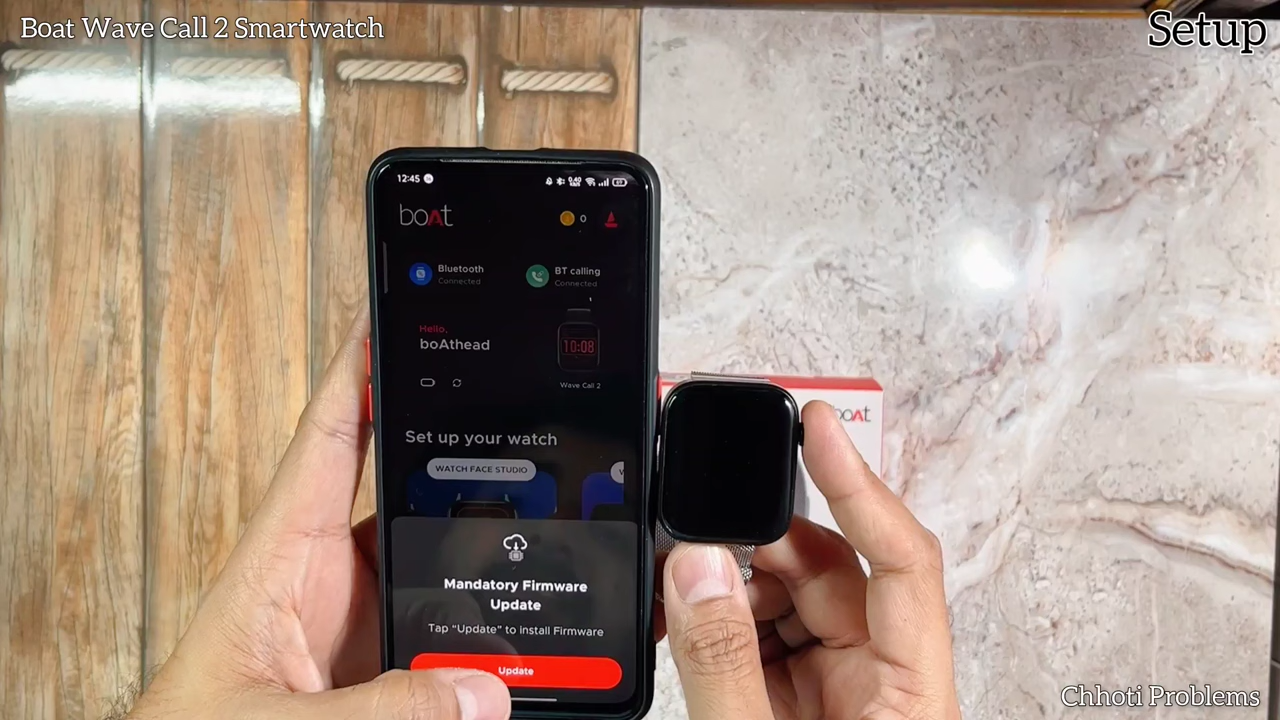 Boat Wave Call 2 Smartwatch
Setup
12:45
boAt
0
Bluetooth
Connected
BT calling
Connected
Hello,
boAthead
10:08
Wave Call 2
Set up your watch
WATCH FACE STUDIO
Mandatory Firmware
Update
Tap “Update” to install Firmware
Update
boAt
Chhoti Problems